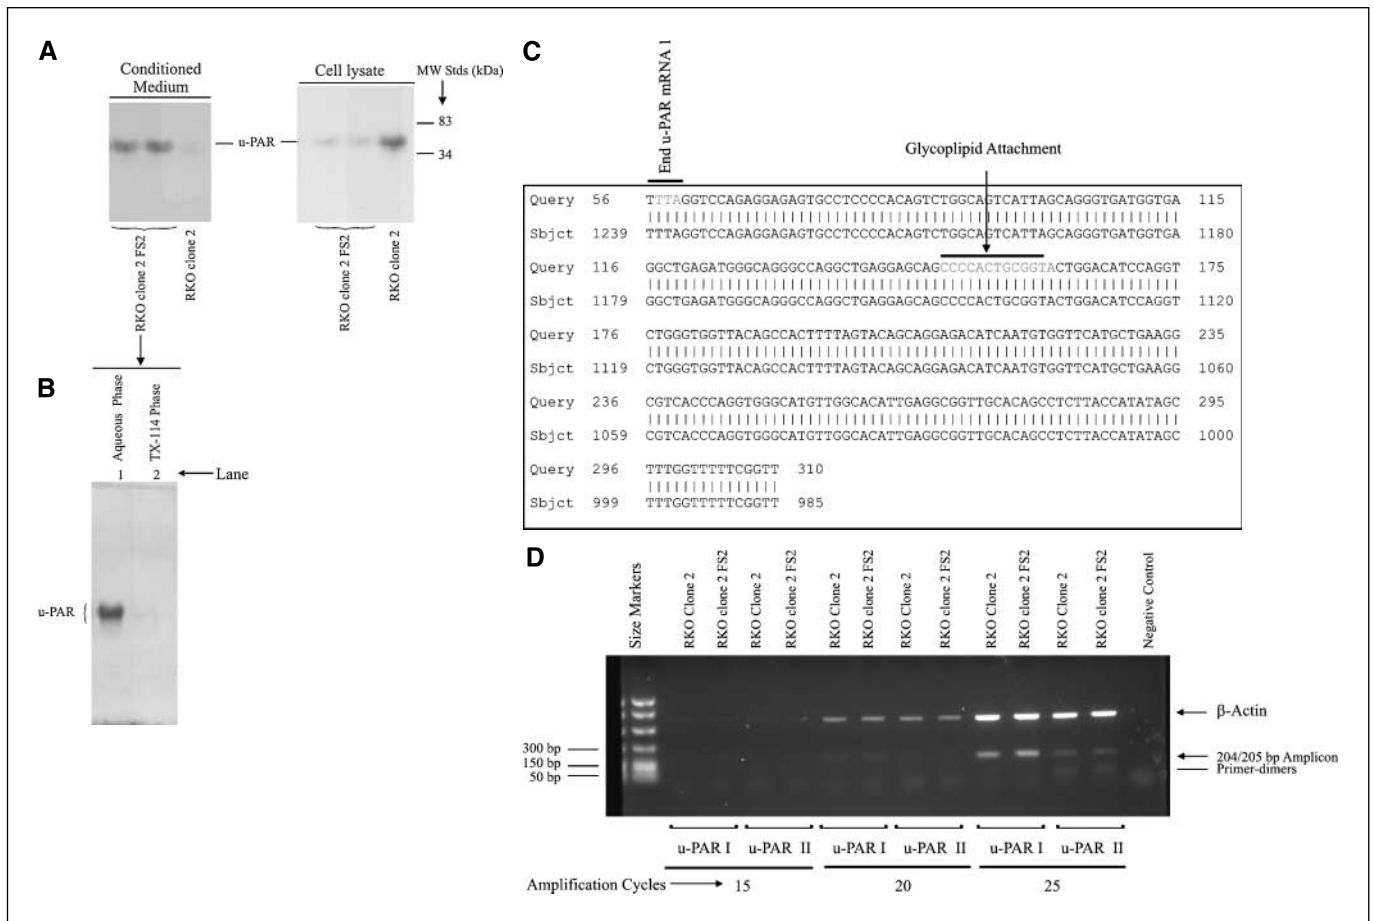 A
Conditioned
Medium
Cell lysate
MW Stds (kDa)
83
u-PAR
34
RKO clone 2 FS2
RKO clone 2
RKO clone 2 FS2
RKO clone 2
B
Aqueous Phase
TX-114 Phase
1
2
Lane
u-PAR
C
End u-PAR mRNA 1
Glycoplipid Attachment
Query 56 TTTAGGTCCAGAGGAGAGTGCCTCCCCACAGTCTGGCAGTCATTAGCAGGGTGATGGTGA 115
Sbjct 1239 TTTAGGTCCAGAGGAGAGTGCCTCCCCACAGTCTGGCAGTCATTAGCAGGGTGATGGTGA 1180
Query 116 GGCTGAGATGGGCAGGGCCAGGCTGAGGAGCAGCCCCACTGCGGTACTGGACATCCAGGT 175
Sbjct 1179 GGCTGAGATGGGCAGGGCCAGGCTGAGGAGCAGCCCCACTGCGGTACTGGACATCCAGGT 1120
Query 176 CTGGGTGGTTACAGCCACTTTTAGTACAGCAGGAGACATCAATGTGGTTCATGCTGAAGG 235
Sbjct 1119 CTGGGTGGTTACAGCCACTTTTAGTACAGCAGGAGACATCAATGTGGTTCATGCTGAAGG 1060
Query 236 CGTCACCCAGGTGGGCATGTTGGCACATTGAGGCGGTTGCACAGCCTCTTACCATATAGC 295
Sbjct 1059 CGTCACCCAGGTGGGCATGTTGGCACATTGAGGCGGTTGCACAGCCTCTTACCATATAGC 1000
Query 296 TTTGGTTTTTCGGTT 310
Sbjct 999 TTTGGTTTTTCGGTT 985
D
Size Markers
RKO Clone 2
RKO clone 2 FS2
RKO Clone 2
RKO clone 2 FS2
RKO Clone 2
RKO clone 2 FS2
RKO Clone 2
RKO clone 2 FS2
RKO Clone 2
RKO clone 2 FS2
RKO Clone 2
RKO clone 2 FS2
Negative Control
β-Actin
300 bp
150 bp
50 bp
204/205 bp Amplicon
Primer-dimers
u-PAR I
u-PAR II
u-PAR I
u-PAR II
u-PAR I
u-PAR II
Amplification Cycles
15
20
25